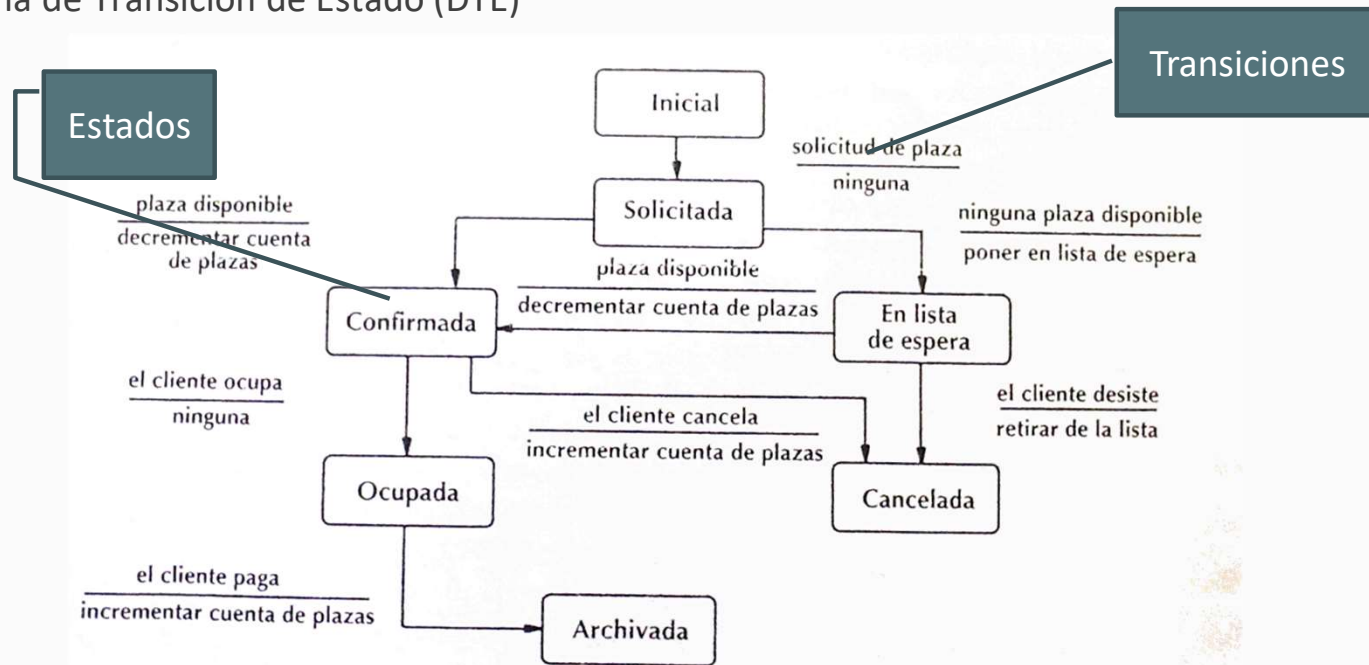 de Transición de Estado (DTE)
Transiciones
Estados
Inicial
solicitud de plaza
ninguna
Solicitada
plaza disponible
decrementar cuenta
de plazas
ninguna plaza disponible
poner en lista de espera
plaza disponible
decrementar cuenta de plazas
Confirmada
En lista
de espera
el cliente ocupa
ninguna
el cliente cancela
incrementar cuenta de plazas
el cliente desiste
retirar de la lista
Ocupada
Cancelada
el cliente paga
incrementar cuenta de plazas
Archivada